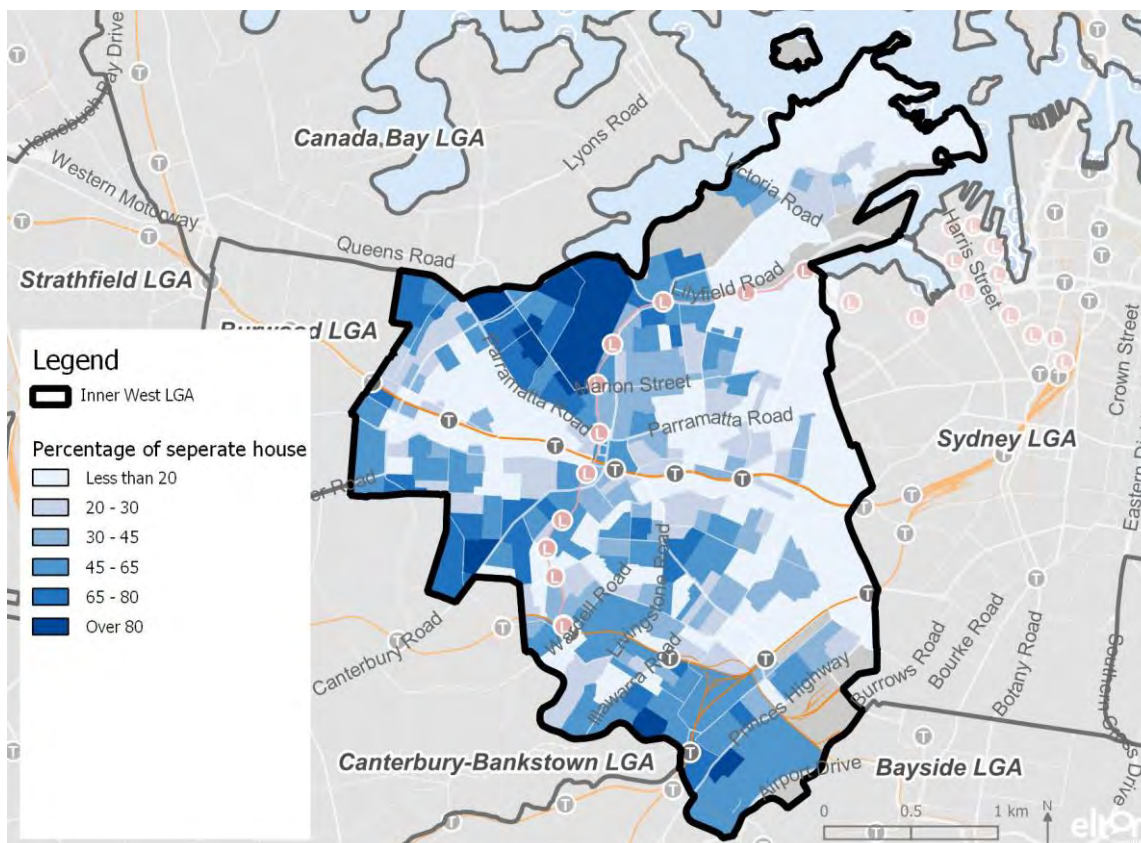 Homebush Bay Drive
Canada Bay LGA
Lyons Road
Western Motorway
Victoria Road
Queens Road
Harris Street
Strathfield LGA
Lilyfield Road
Burwood LGA
Legend
Inner West LGA
Parramatta Road
Marion Street
Crown Street
Parramatta Road
Sydney LGA
Percentage of seperate house
Less than 20
20 - 30
30 - 45
45 - 65
65 - 80
Over 80
er Road
Livingstone Road
Wardell Road
Canterbury Road
Illawarra Road
Princes Highway
Burrows Road
Bourke Road
Botany Road
Canterbury-Bankstown LGA
Bayside LGA
Airport Drive
0 0.5 1 km
N
T
L